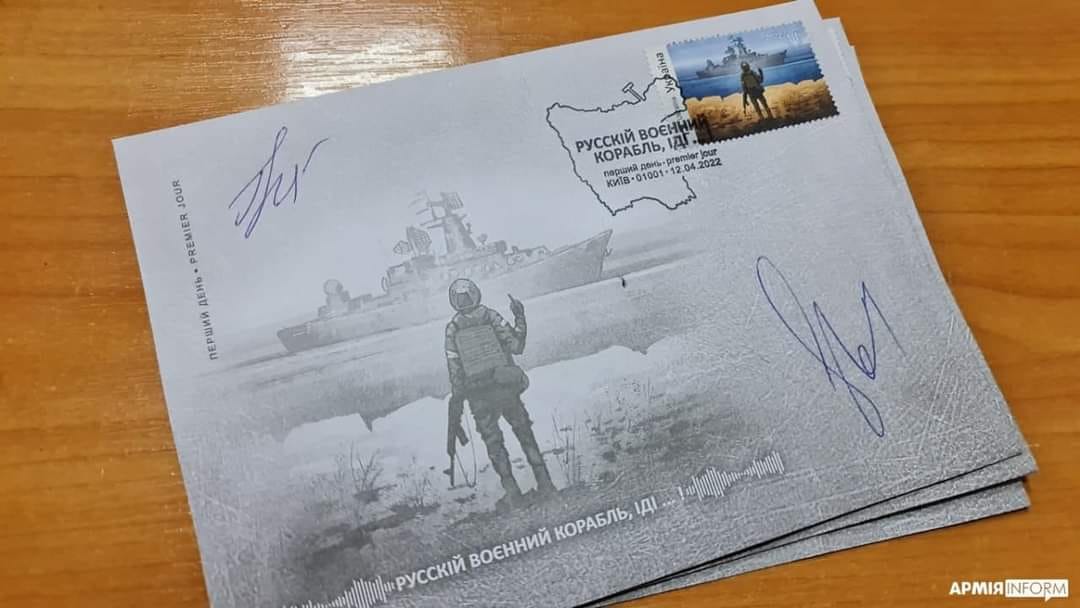 Україна
РУССКІЙ ВОЄННИЙ
КОРАБЛЬ, ІДІ
перший день • premier jour
КИЇВ • 01001 • 12.04.2022
ПЕРШИЙ ДЕНЬ • PREMIER JOUR
РУССКІЙ ВОЄННИЙ КОРАБЛЬ, ІДІ ... !
АРМІЯINFORM